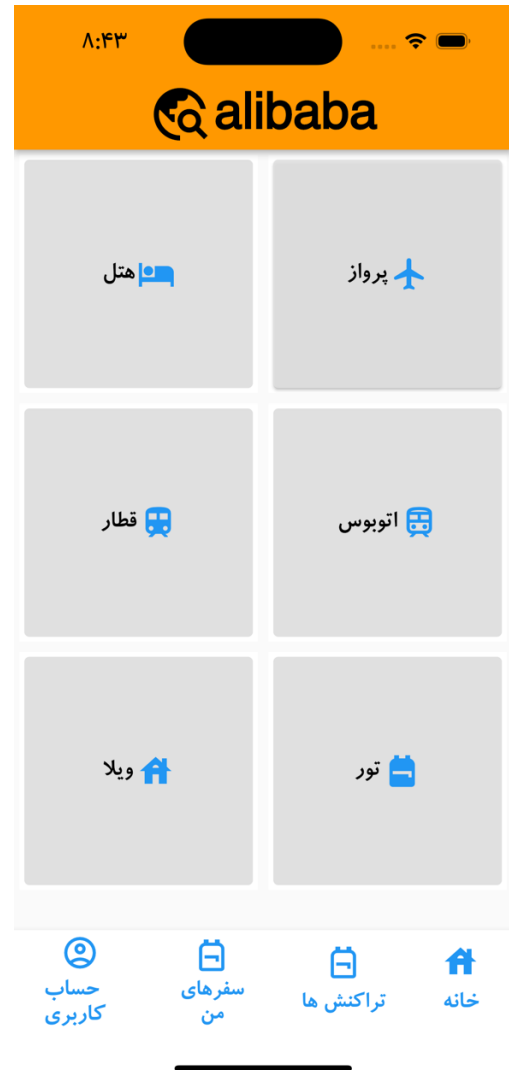 ۸:۴۳
alibaba
پرواز
هتل
اتوبوس
قطار
تور
ویلا
خانه
تراکنش ها
سفرهای
من
حساب
کاربری